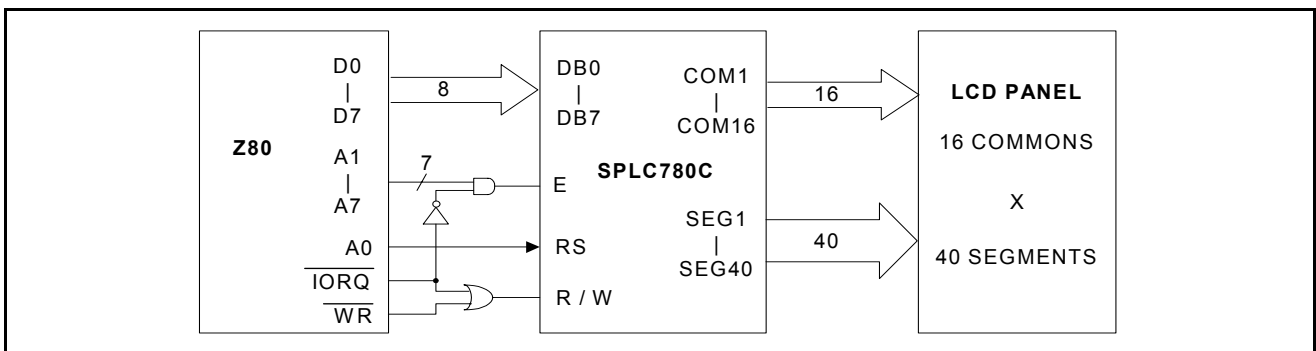 Z80
D0
|
D7
A1
|
A7
A0
IORQ
WR
8
7
DB0
|
DB7
E
RS
R / W
SPLC780C
COM1
|
COM16
SEG1
|
SEG40
16
40
LCD PANEL
16 COMMONS
X
40 SEGMENTS